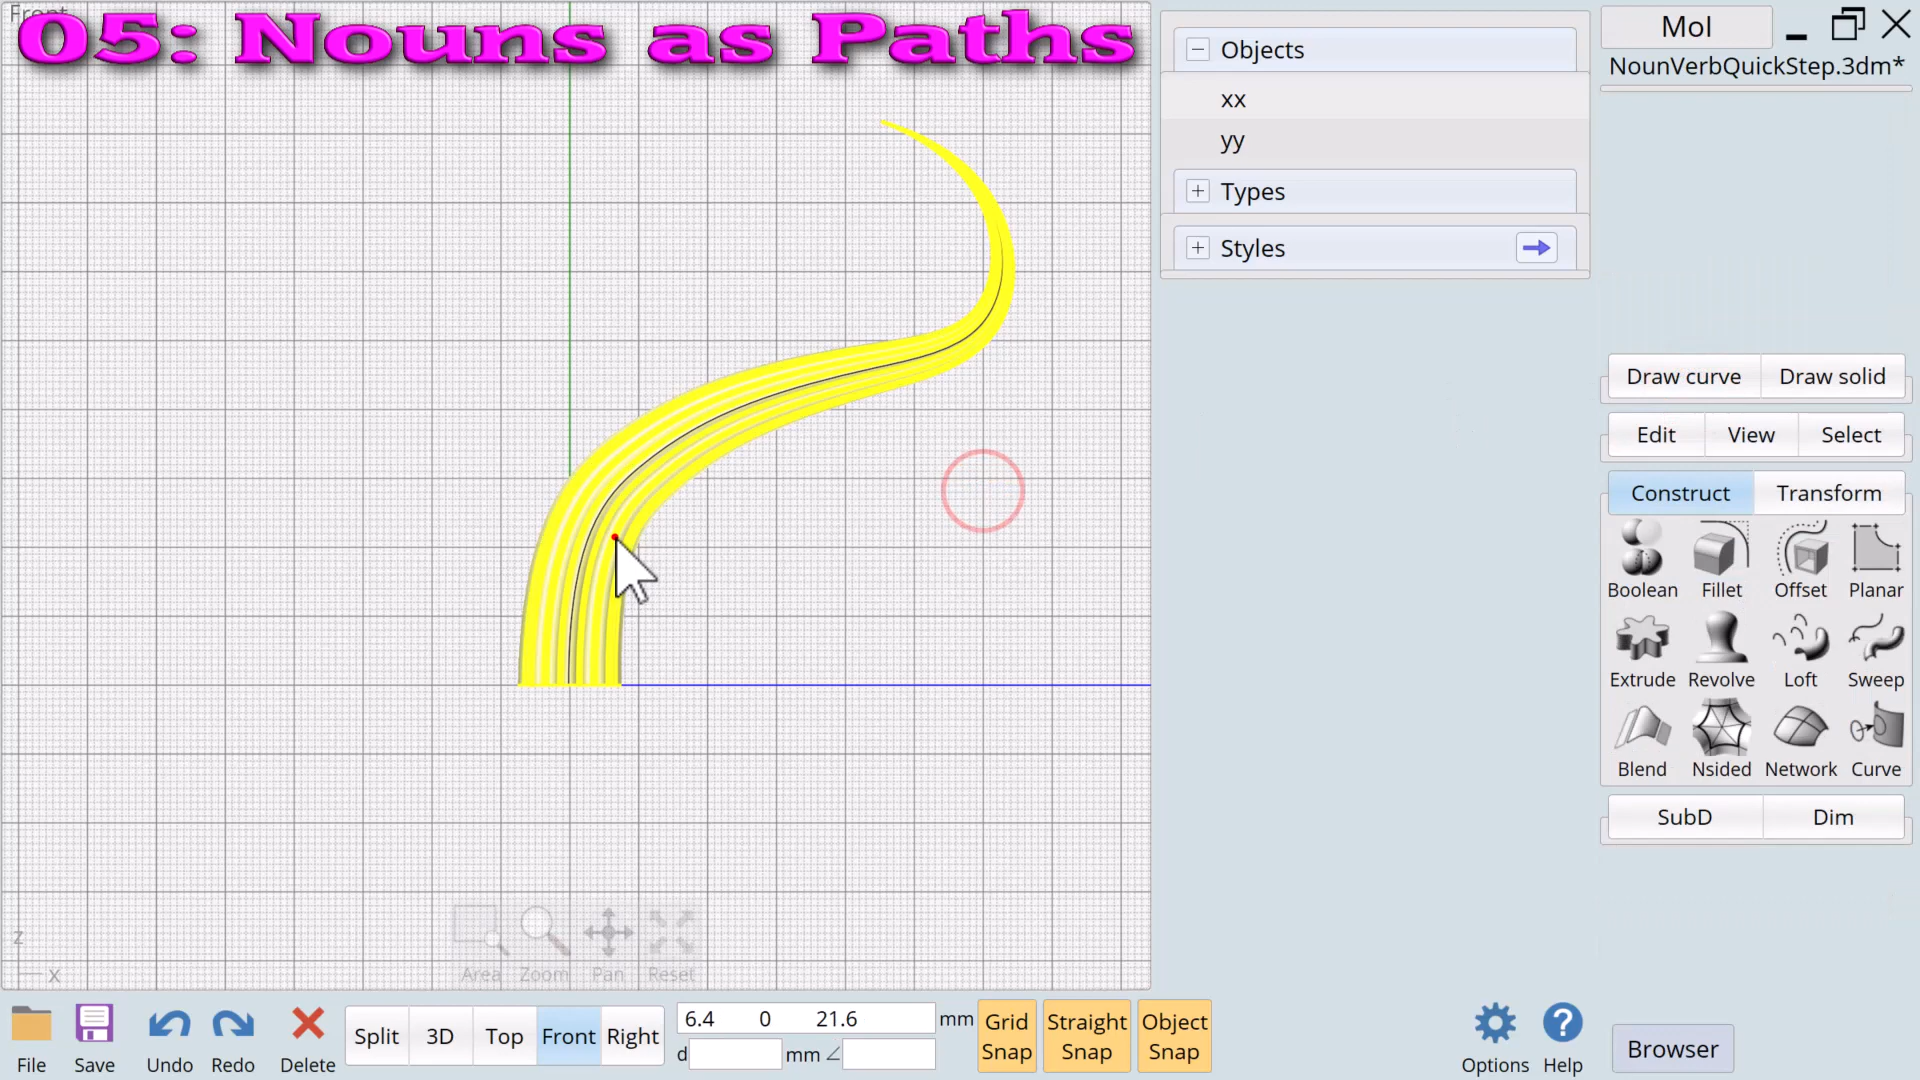 Front
05: Nouns as Paths
Objects
xx
yy
Types
Styles
MoI
NounVerbQuickStep.3dm*
Draw curve
Draw solid
Edit
View
Select
Construct
Transform
Boolean
Fillet
Offset
Planar
Extrude
Revolve
Loft
Sweep
Blend
Nsided
Network
Curve
SubD
Dim
z
x
Area
Zoom
Pan
Reset
File
Save
Undo
Redo
Delete
Split
3D
Top
Front
Right
6.4 0 21.6 mm
d mm ∠
Grid Snap
Straight Snap
Object Snap
Options
Help
Browser